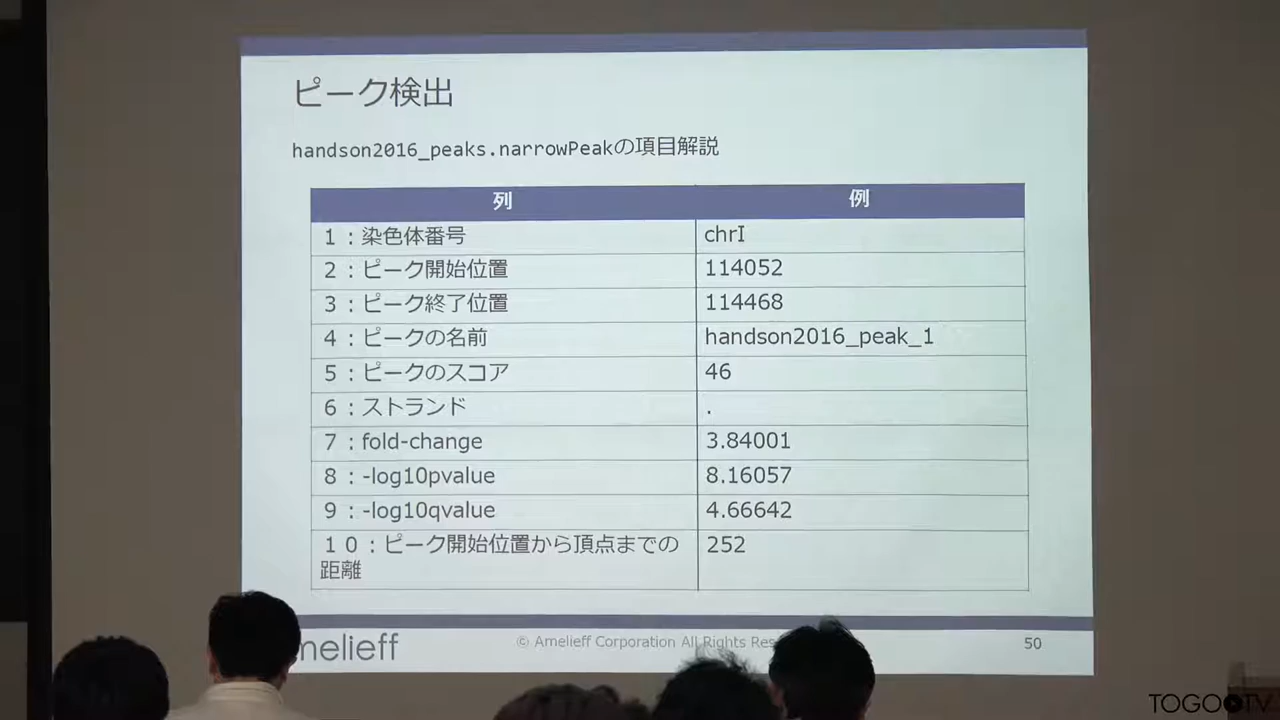 ピーク検出
handson2016_peaks.narrowPeakの項目解説
列 例
1：染色体番号 chrI
2：ピーク開始位置 114052
3：ピーク終了位置 114468
4：ピークの名前 handson2016_peak_1
5：ピークのスコア 46
6：ストランド .
7：fold-change 3.84001
8：-log10pvalue 8.16057
9：-log10qvalue 4.66642
１０：ピーク開始位置から頂点までの 252
距離
melieff © Amelieff Corporation All Rights 50
TOGOTV